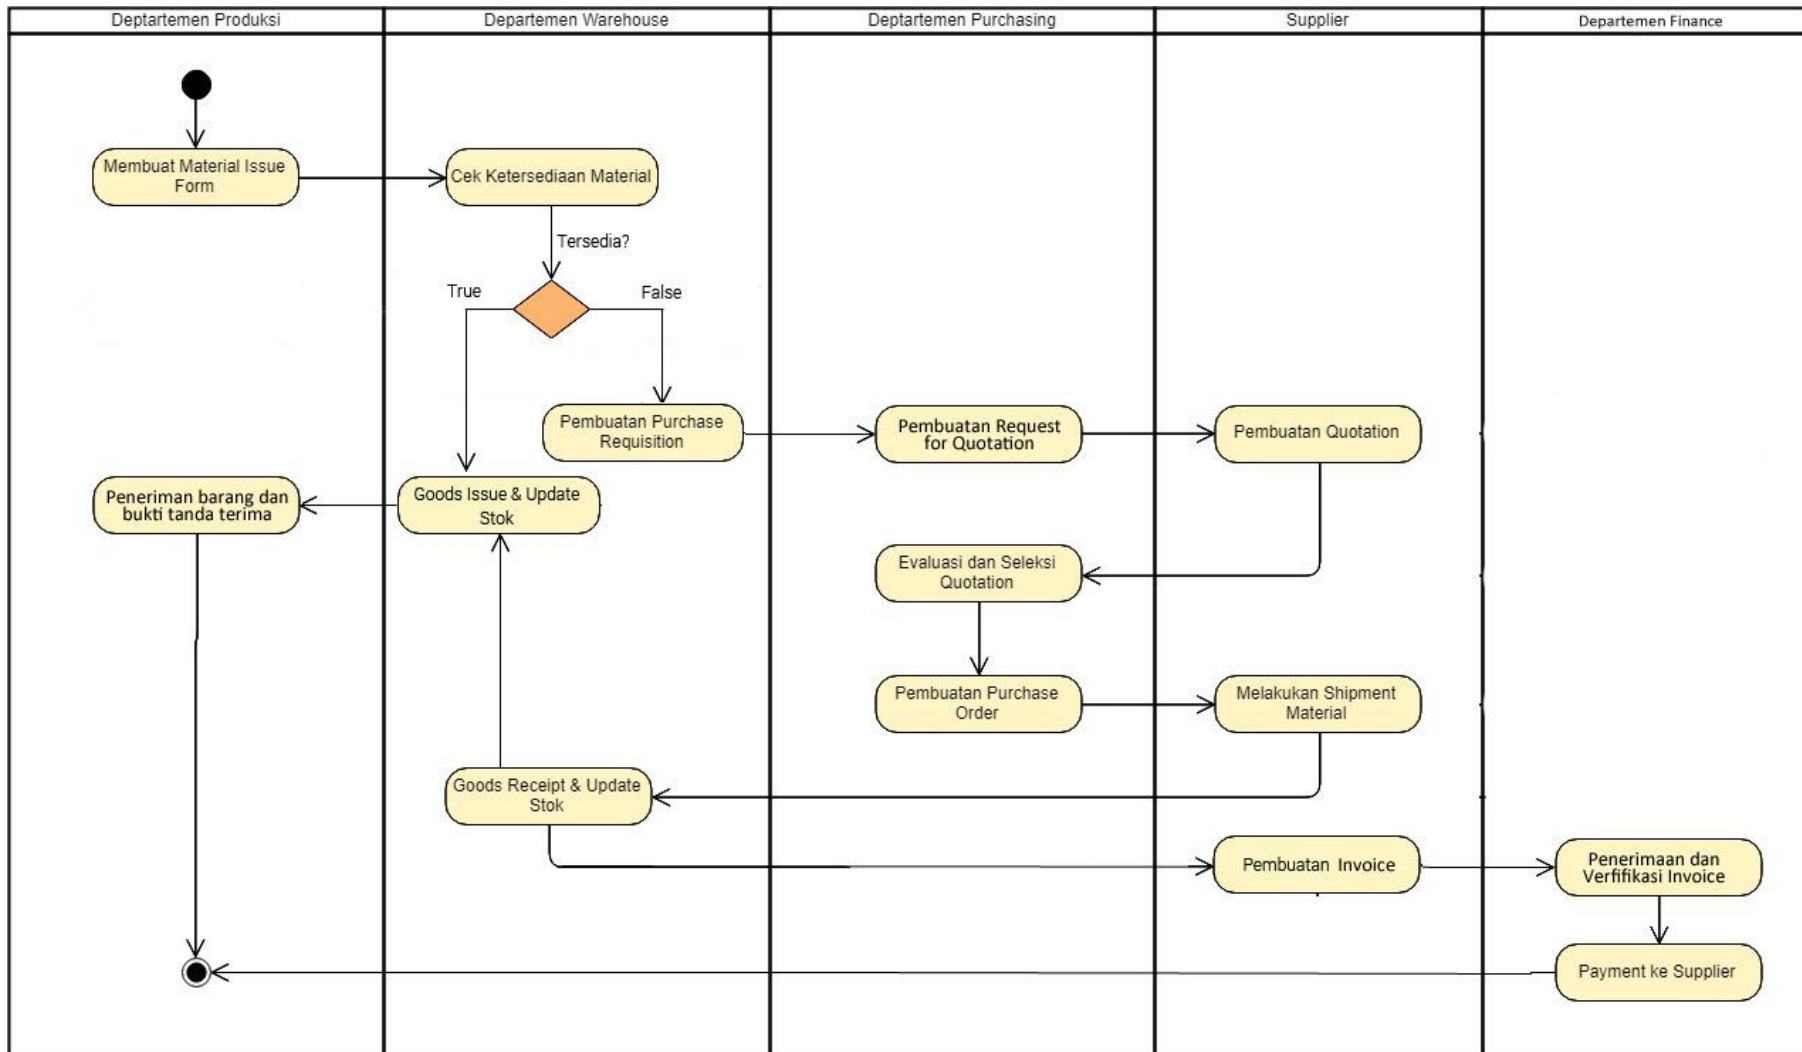 Deptartemen Produksi
Departemen Warehouse
Deptartemen Purchasing
Supplier
Departemen Finance
Membuat Material Issue
Form
Cek Ketersediaan Material
Tersedia?
True
False
Pembuatan Purchase
Requisition
Pembuatan Request
for Quotation
Pembuatan Quotation
Peneriman barang dan
bukti tanda terima
Goods Issue & Update
Stok
Evaluasi dan Seleksi
Quotation
Pembuatan Purchase
Order
Melakukan Shipment
Material
Goods Receipt & Update
Stok
Pembuatan Invoice
Penerimaan dan
Verfifikasi Invoice
Payment ke Supplier